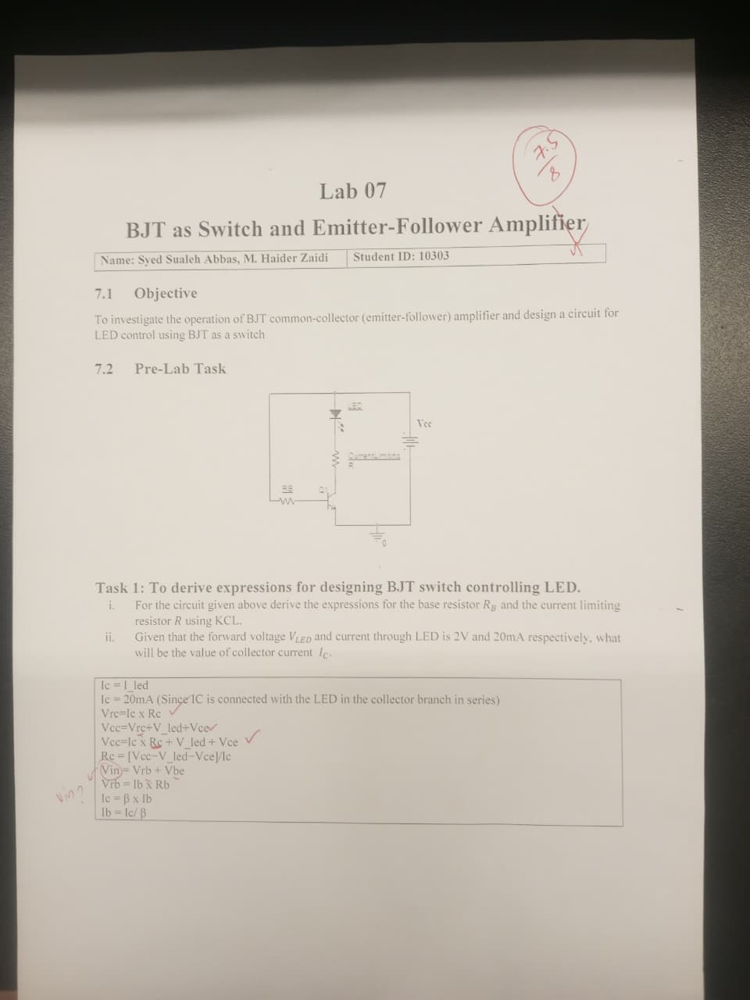 7.5
8
Lab 07
BJT as Switch and Emitter-Follower Amplifier
Name: Syed Sualeh Abbas, M. Haider Zaidi Student ID: 10303
7.1 Objective
To investigate the operation of BJT common-collector (emitter-follower) amplifier and design a circuit for
LED control using BJT as a switch
7.2 Pre-Lab Task
LED
Vcc
Current Limiting
R
RB
0
Task 1: To derive expressions for designing BJT switch controlling LED.
i. For the circuit given above derive the expressions for the base resistor R_B and the current limiting
resistor R using KCL.
ii. Given that the forward voltage V_LED and current through LED is 2V and 20mA respectively, what
will be the value of collector current I_C.
Ic = I_led
Ic = 20mA (Since IC is connected with the LED in the collector branch in series)
Vrc=Ic x Rc
Vcc=Vrc+V_led+Vce
Vcc=Ic x Rc + V_led + Vce
Rc = [Vcc−V_led−Vce]/Ic
Vin = Vrb + Vbe
Vrb = Ib x Rb
Vin?
Ic = β x Ib
Ib = Ic/ β